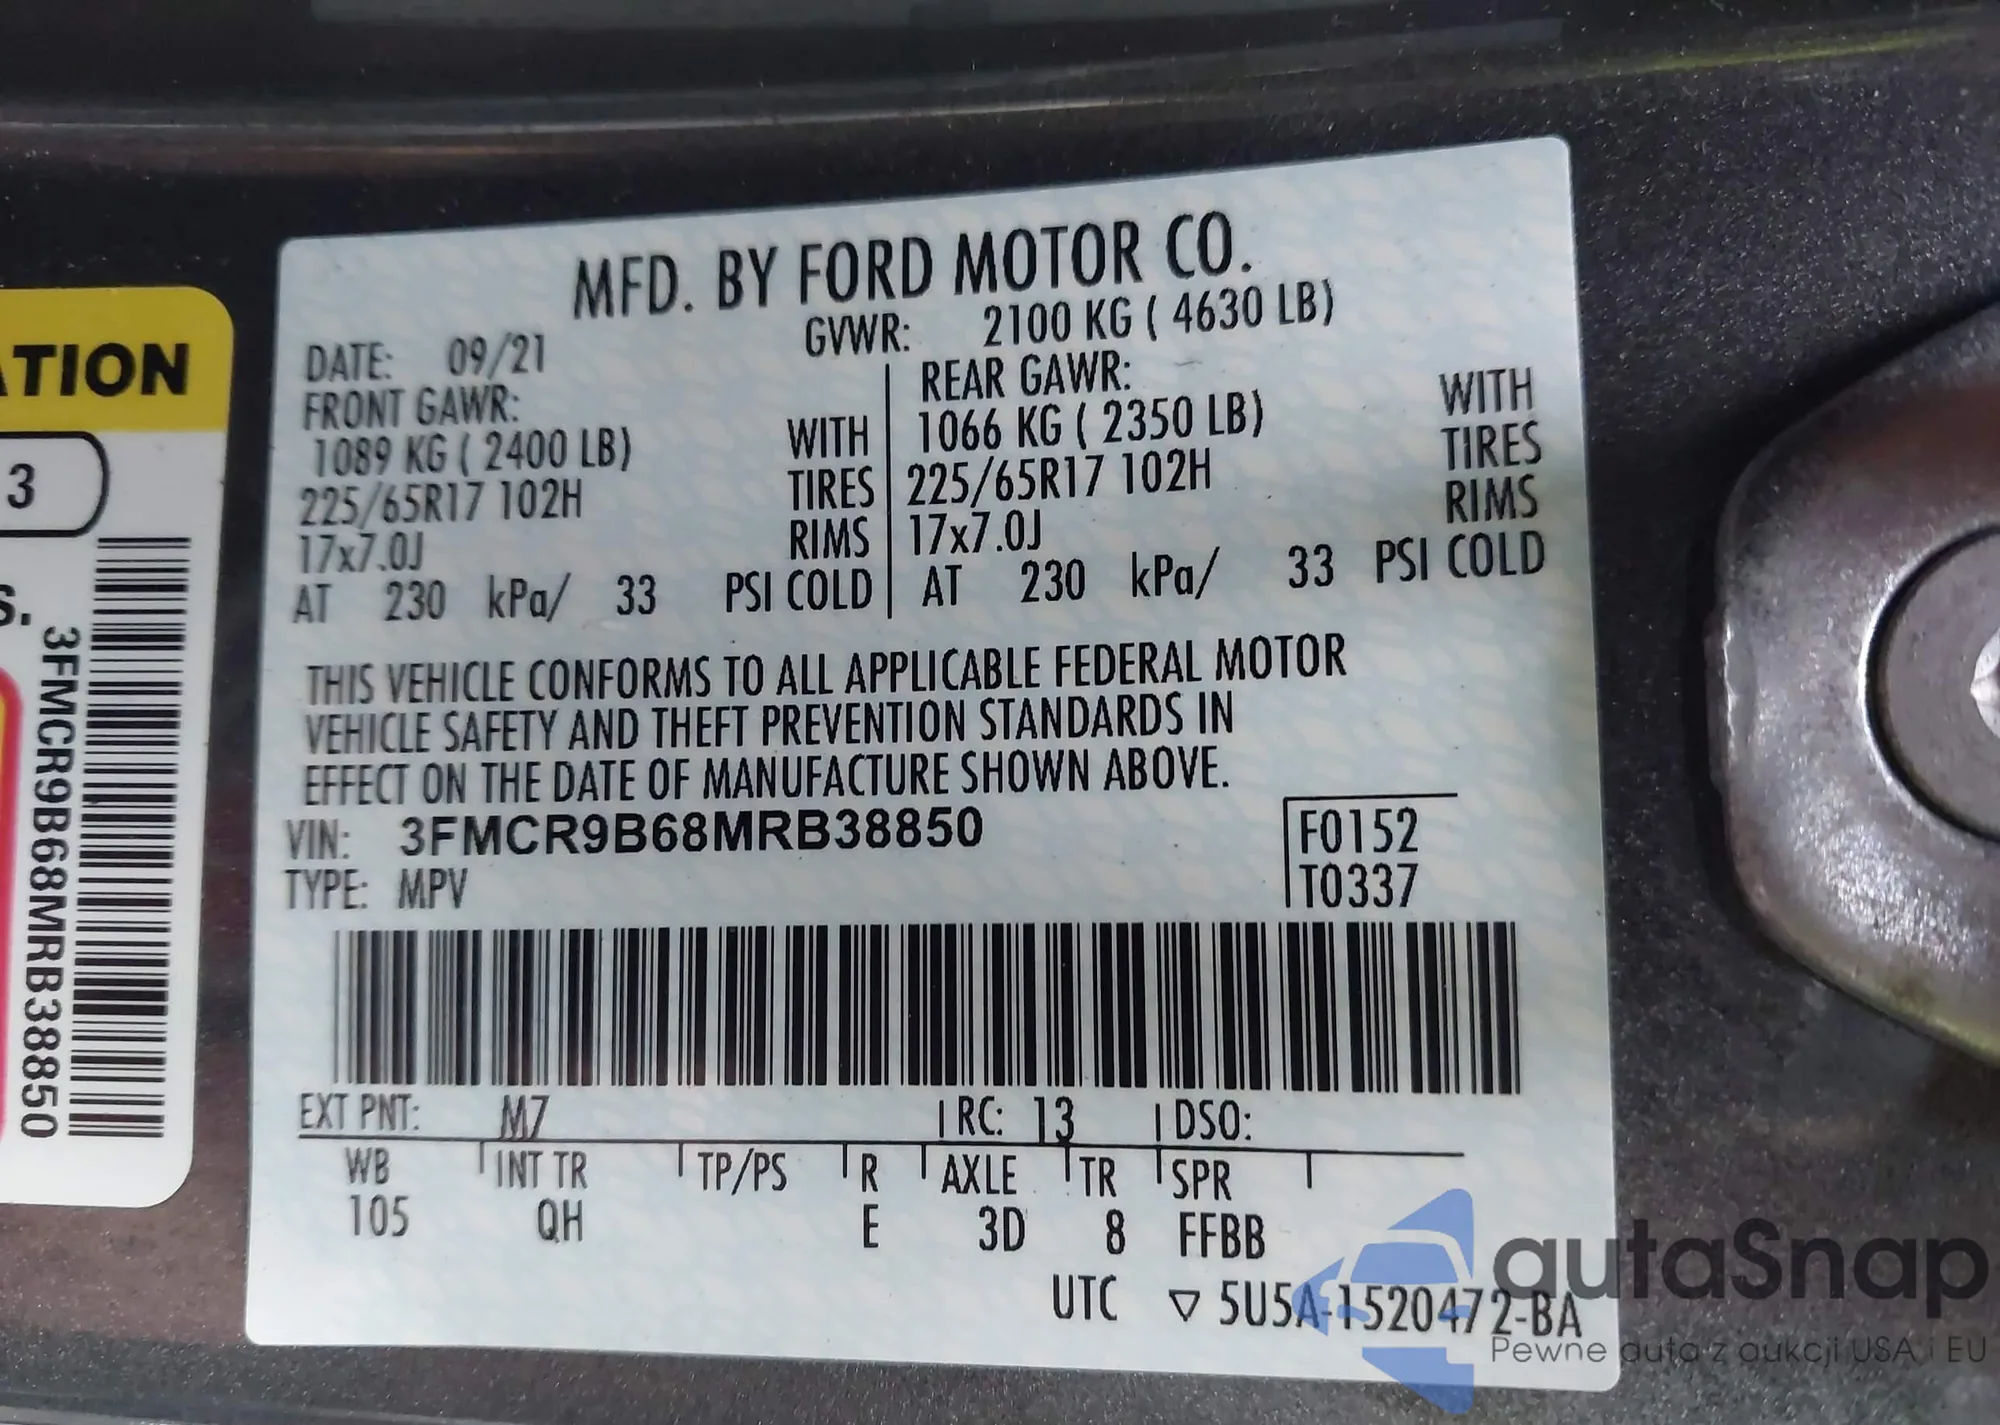 ATION
3
S.
3FMCR9B68MRB38850
MFD. BY FORD MOTOR CO.
DATE: 09/21 GVWR: 2100 KG ( 4630 LB)
FRONT GAWR: REAR GAWR:
1089 KG ( 2400 LB) WITH 1066 KG ( 2350 LB) WITH
225/65R17 102H TIRES 225/65R17 102H TIRES
17x7.0J RIMS 17x7.0J RIMS
AT 230 kPa/ 33 PSI COLD AT 230 kPa/ 33 PSI COLD
THIS VEHICLE CONFORMS TO ALL APPLICABLE FEDERAL MOTOR
VEHICLE SAFETY AND THEFT PREVENTION STANDARDS IN
EFFECT ON THE DATE OF MANUFACTURE SHOWN ABOVE.
VIN: 3FMCR9B68MRB38850 F0152
TYPE: MPV T0337
EXT PNT: M7 RC: 13 DSO:
WB INT TR TP/PS R AXLE TR SPR
105 QH E 3D 8 FFBB
UTC ▽ 5U5A-1520472-BA
autaSnap
Pewne auta z aukcji USA i EU